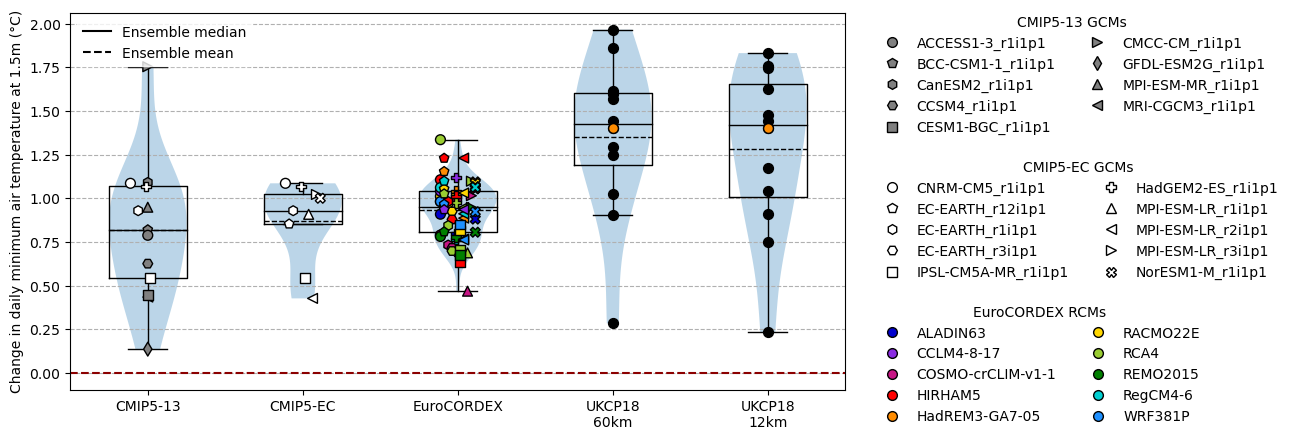 Change in daily minimum air temperature at 1.5m (°C)
2.00
1.75
1.50
1.25
1.00
0.75
0.50
0.25
0.00
Ensemble median
Ensemble mean
CMIP5-13
CMIP5-EC
EuroCORDEX
UKCP18
60km
UKCP18
12km
CMIP5-13 GCMs
ACCESS1-3_r1i1p1
BCC-CSM1-1_r1i1p1
CanESM2_r1i1p1
CCSM4_r1i1p1
CESM1-BGC_r1i1p1
CMCC-CM_r1i1p1
GFDL-ESM2G_r1i1p1
MPI-ESM-MR_r1i1p1
MRI-CGCM3_r1i1p1
CMIP5-EC GCMs
CNRM-CM5_r1i1p1
EC-EARTH_r12i1p1
EC-EARTH_r1i1p1
EC-EARTH_r3i1p1
IPSL-CM5A-MR_r1i1p1
HadGEM2-ES_r1i1p1
MPI-ESM-LR_r1i1p1
MPI-ESM-LR_r2i1p1
MPI-ESM-LR_r3i1p1
NorESM1-M_r1i1p1
EuroCORDEX RCMs
ALADIN63
CCLM4-8-17
COSMO-crCLIM-v1-1
HIRHAM5
HadREM3-GA7-05
RACMO22E
RCA4
REMO2015
RegCM4-6
WRF381P